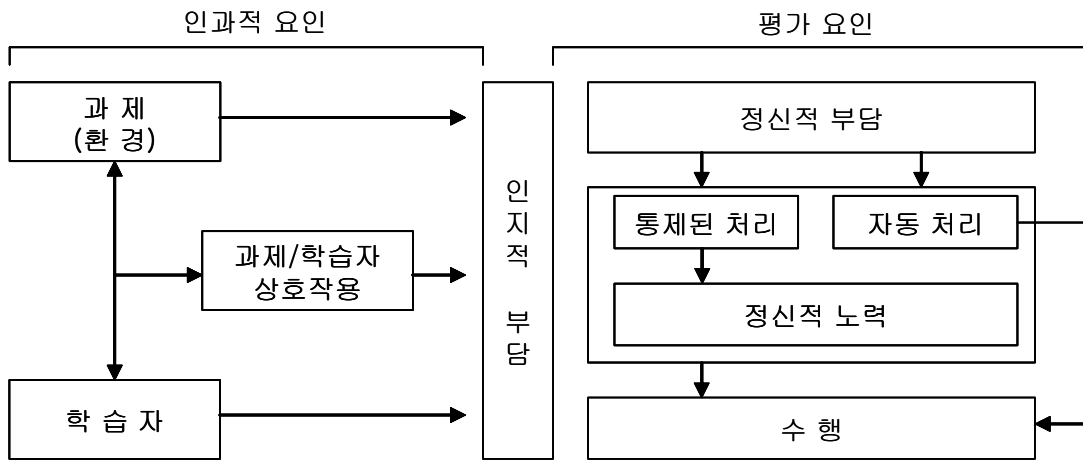 인과적 요인
평가 요인
과 제
(환 경)
과제/학습자
상호작용
학 습 자
인
지
적
부
담
정신적 부담
통제된 처리
자동 처리
정신적 노력
수 행